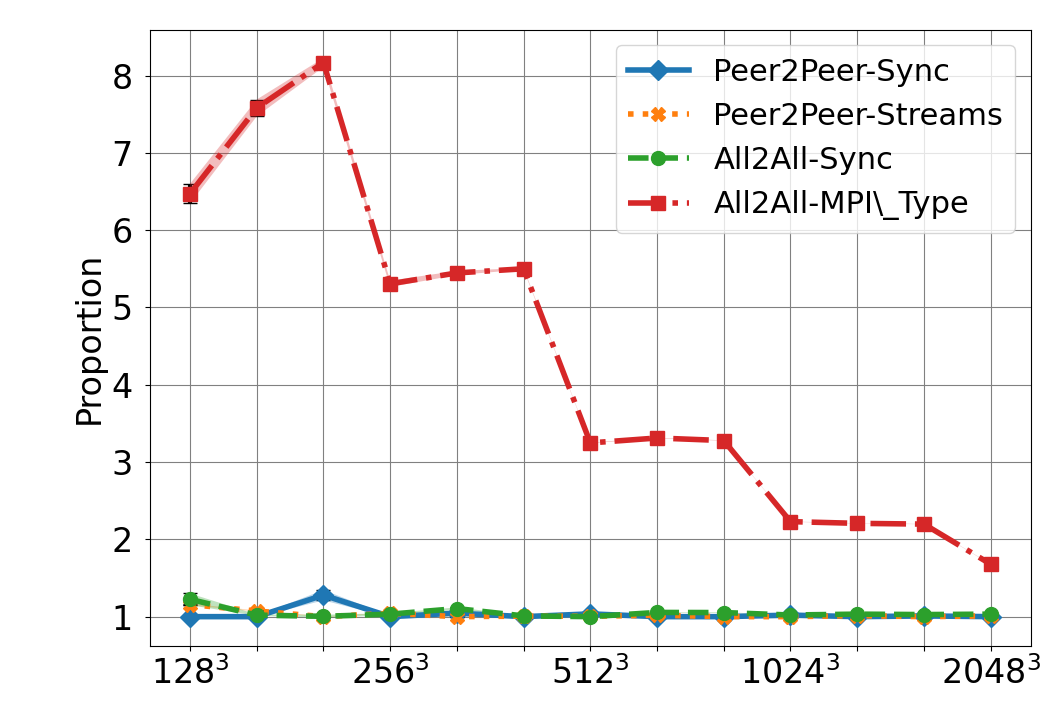 Peer2Peer-Sync
Peer2Peer-Streams
All2All-Sync
All2All-MPI\_Type
Proportion
8
7
6
5
4
3
2
1
128³ 256³ 512³ 1024³ 2048³